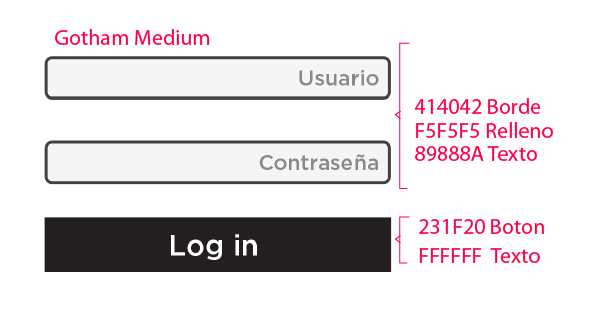 Gotham Medium
Usuario
414042 Borde
F5F5F5 Relleno
89888A Texto
Contraseña
Log in
231F20 Boton
FFFFFF Texto